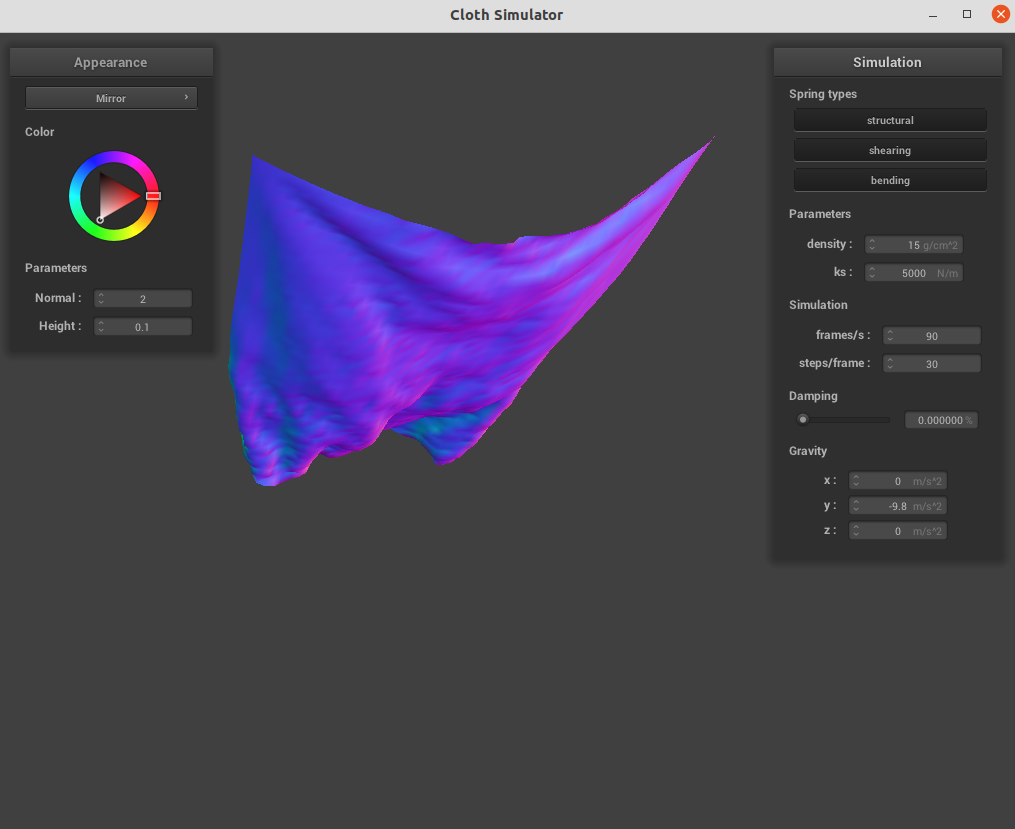 Cloth Simulator
Appearance
Mirror
Color
Parameters
Normal : 2
Height : 0.1
Simulation
Spring types
structural
shearing
bending
Parameters
density : 15 g/cm^2
ks : 5000 N/m
Simulation
frames/s : 90
steps/frame : 30
Damping
0.000000 %
Gravity
x : 0 m/s^2
y : -9.8 m/s^2
z : 0 m/s^2